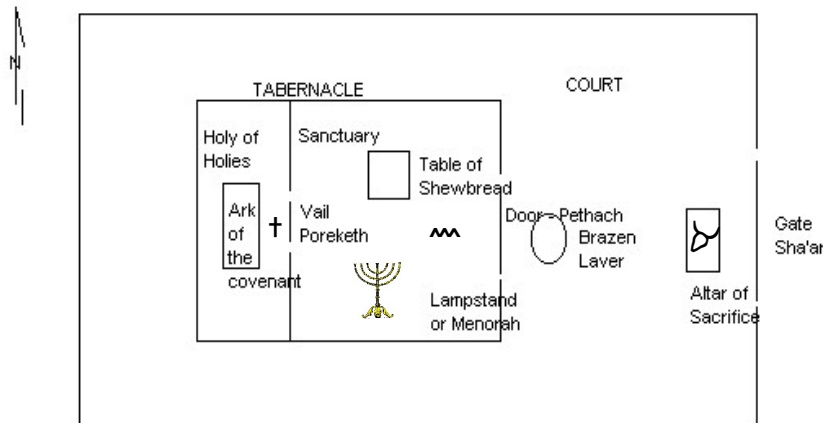 N
TABERNACLE
COURT
Holy of
Holies
Sanctuary
Table of
Shewbread
Ark
of
the
covenant
Vail
Poreketh
Door - Pethach
Brazen
Laver
Gate
Sha'ar
Lampstand
or Menorah
Altar of
Sacrifice